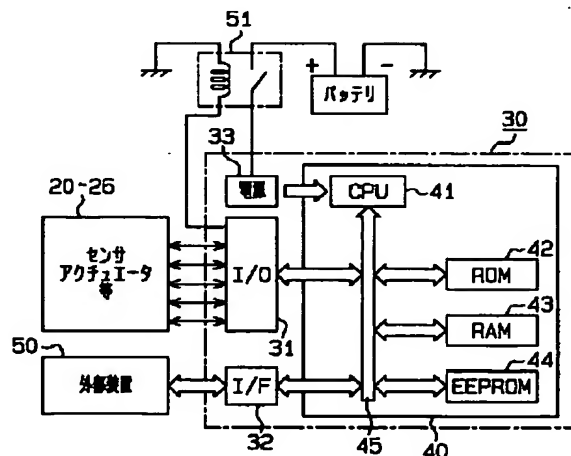 51
+
-
バッテリ
30
33
電源
CPU
41
20~26
センサ
アクチュエータ
等
I/O
31
ROM
42
RAM
43
50
外部装置
I/F
32
EEPROM
44
45
40